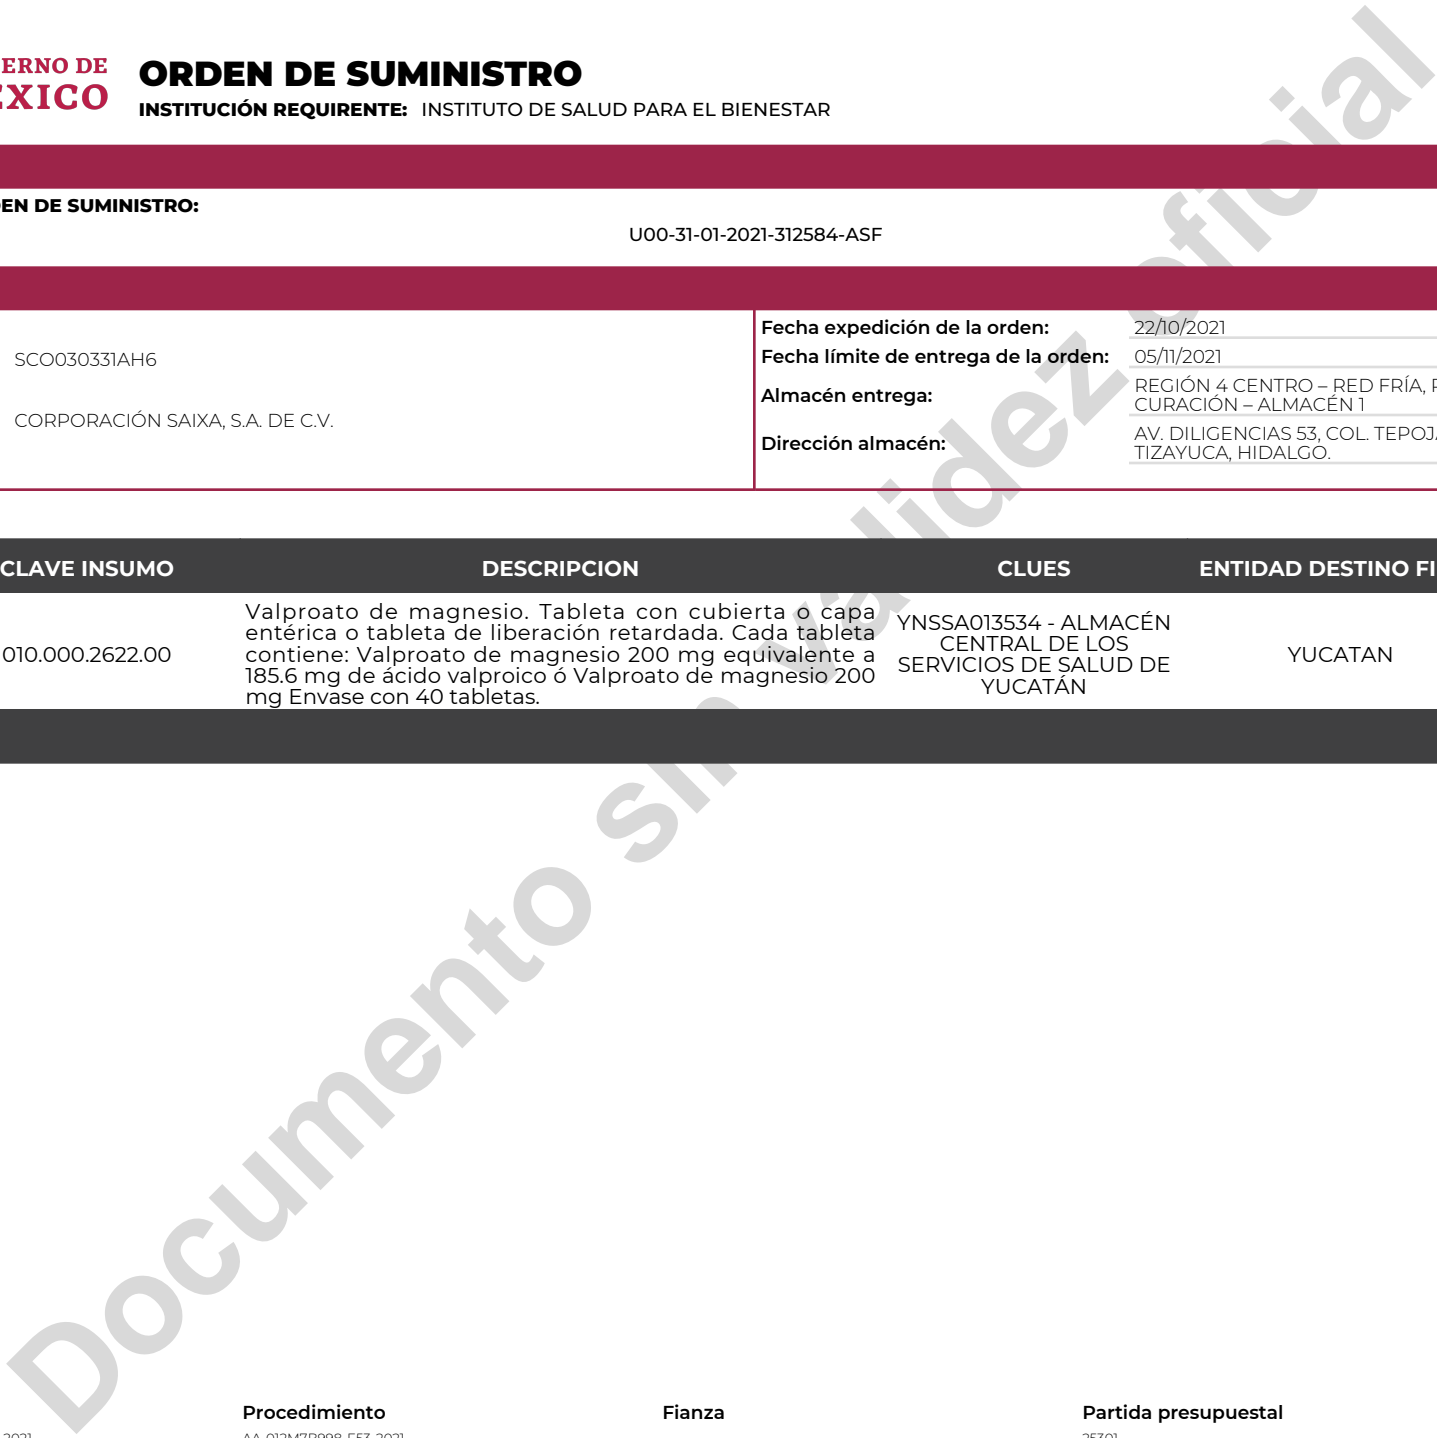 ERNO DE
EXICO
ORDEN DE SUMINISTRO
INSTITUCIÓN REQUIRENTE: INSTITUTO DE SALUD PARA EL BIENESTAR
EN DE SUMINISTRO:
U00-31-01-2021-312584-ASF
SCO030331AH6
CORPORACIÓN SAIXA, S.A. DE C.V.
Fecha expedición de la orden: 22/10/2021
Fecha límite de entrega de la orden: 05/11/2021
Almacén entrega: REGIÓN 4 CENTRO – RED FRÍA,
CURACIÓN – ALMACÉN 1
Dirección almacén: AV. DILIGENCIAS 53, COL. TEPOJ
TIZAYUCA, HIDALGO.
CLAVE INSUMO DESCRIPCION CLUES ENTIDAD DESTINO FI
010.000.2622.00
Valproato de magnesio. Tableta con cubierta o capa
entérica o tableta de liberación retardada. Cada tableta
contiene: Valproato de magnesio 200 mg equivalente a
185.6 mg de ácido valproico ó Valproato de magnesio 200
mg Envase con 40 tabletas.
YNSSA013534 - ALMACÉN
CENTRAL DE LOS
SERVICIOS DE SALUD DE
YUCATÁN
YUCATAN
Documento sin validez oficial
Procedimiento Fianza Partida presupuestal
2021 AA-012M7B998-E53-2021 25301